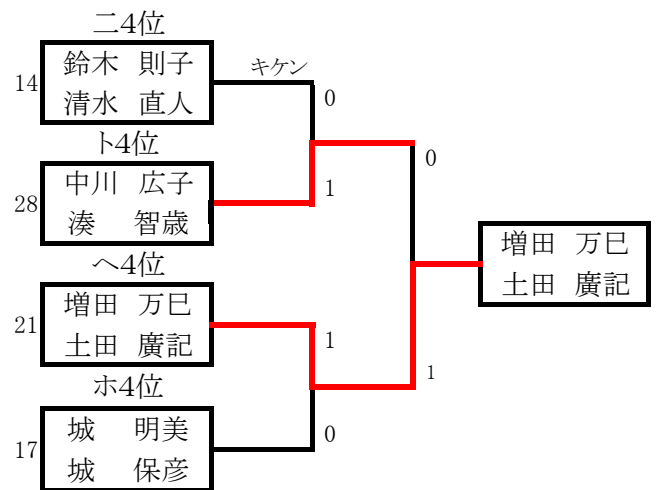 ニ4位
14
鈴木 則子
清水 直人
キケン
0
ト4位
28
中川 広子
湊 智歳
1
0
ヘ4位
21
増田 万巳
土田 廣記
1
1
ホ4位
17
城 明美
城 保彦
0
増田 万巳
土田 廣記